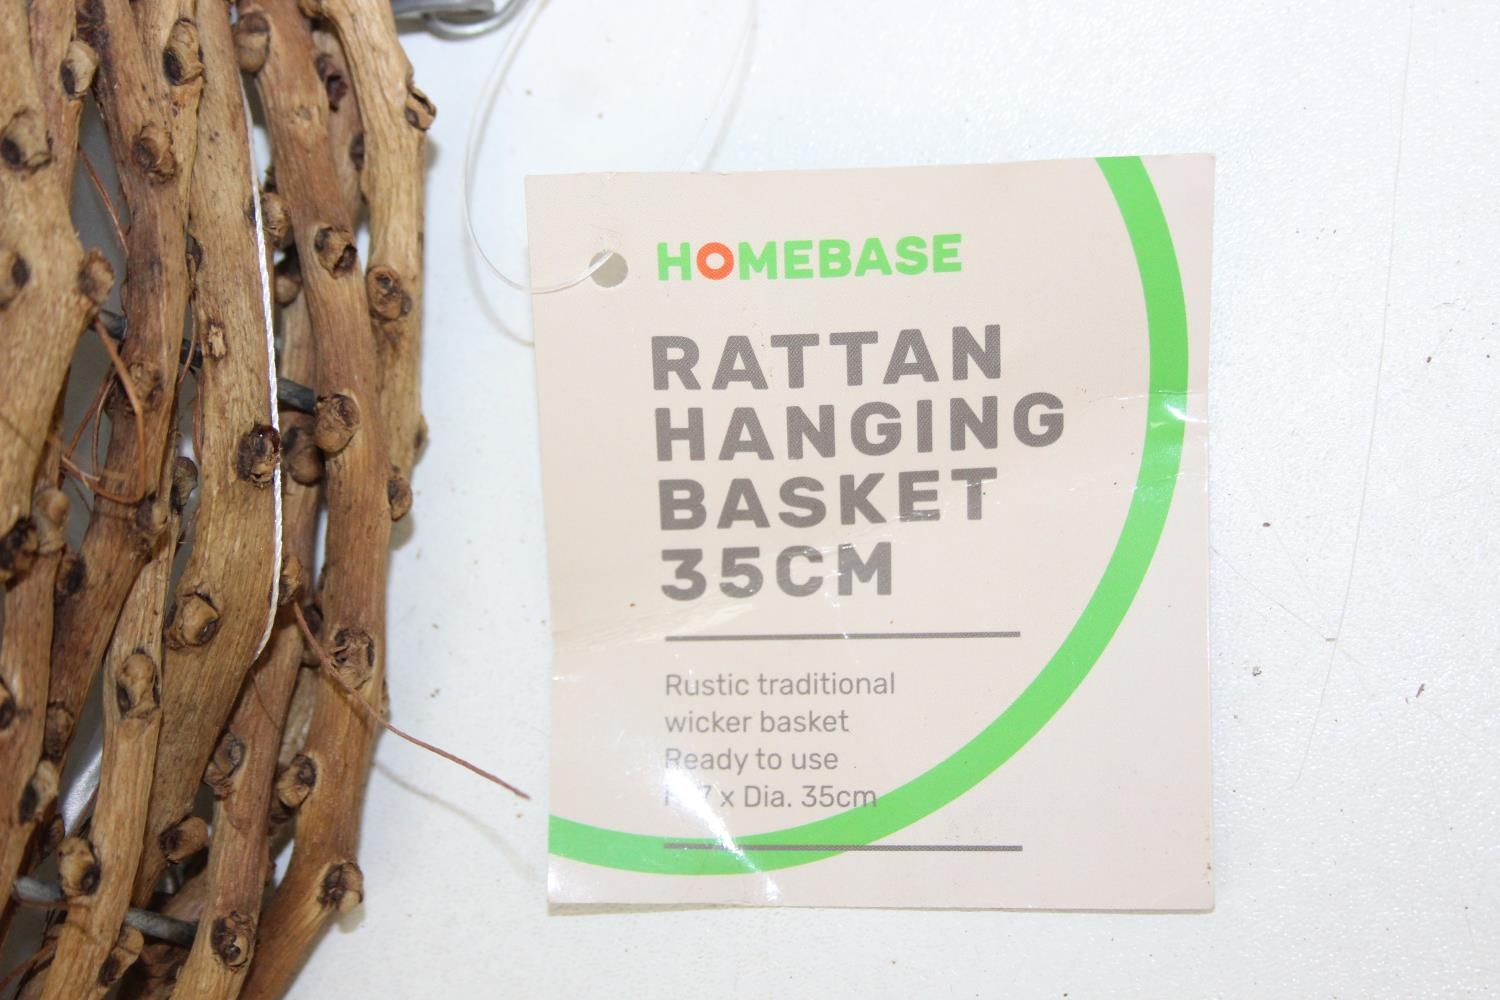 HOMEBASE
RATTAN
HANGING
BASKET
35CM
Rustic traditional
wicker basket
Ready to use
x Dia. 35cm